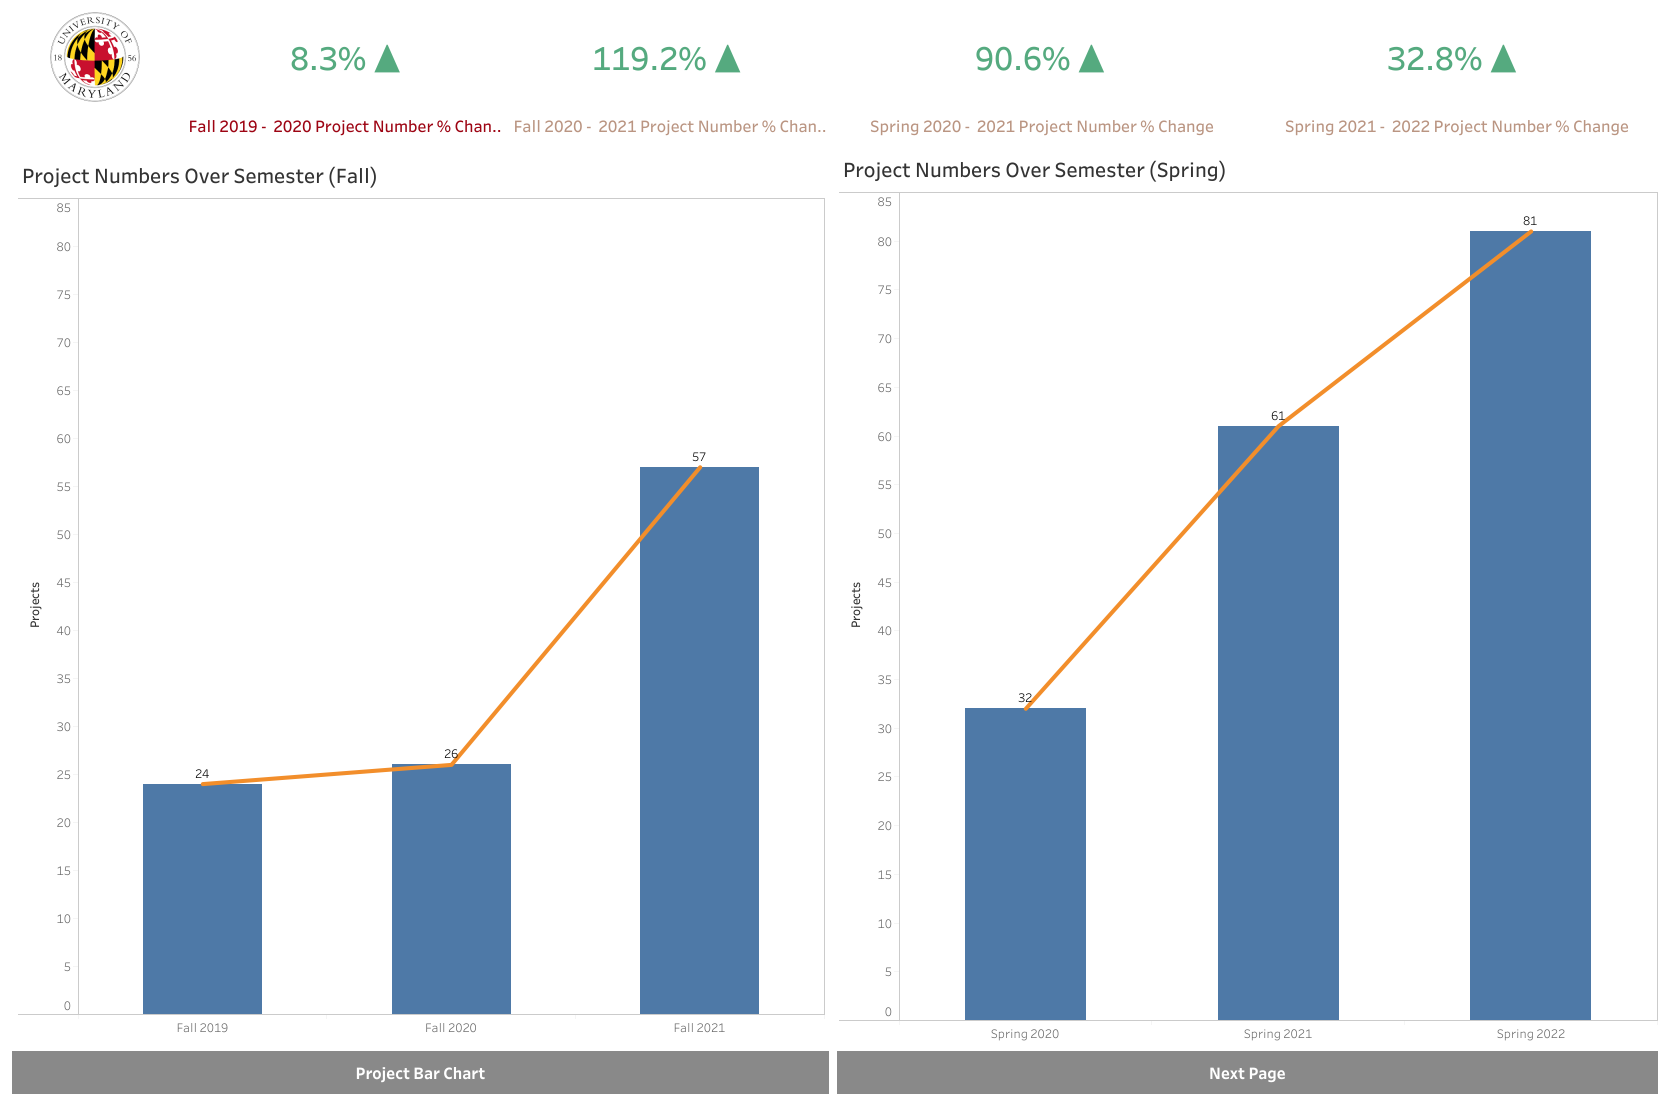 UNIVERSITY OF
18 56
MARYLAND
8.3% ▲
119.2% ▲
90.6% ▲
32.8% ▲
Fall 2019 - 2020 Project Number % Chan..
Fall 2020 - 2021 Project Number % Chan..
Spring 2020 - 2021 Project Number % Change
Spring 2021 - 2022 Project Number % Change
Project Numbers Over Semester (Fall)
85
80
75
70
65
60
55
50
45
40
35
30
25
20
15
10
5
0
Projects
24
26
57
Fall 2019
Fall 2020
Fall 2021
Project Bar Chart
Project Numbers Over Semester (Spring)
85
80
75
70
65
60
55
50
45
40
35
30
25
20
15
10
5
0
Projects
32
61
81
Spring 2020
Spring 2021
Spring 2022
Next Page